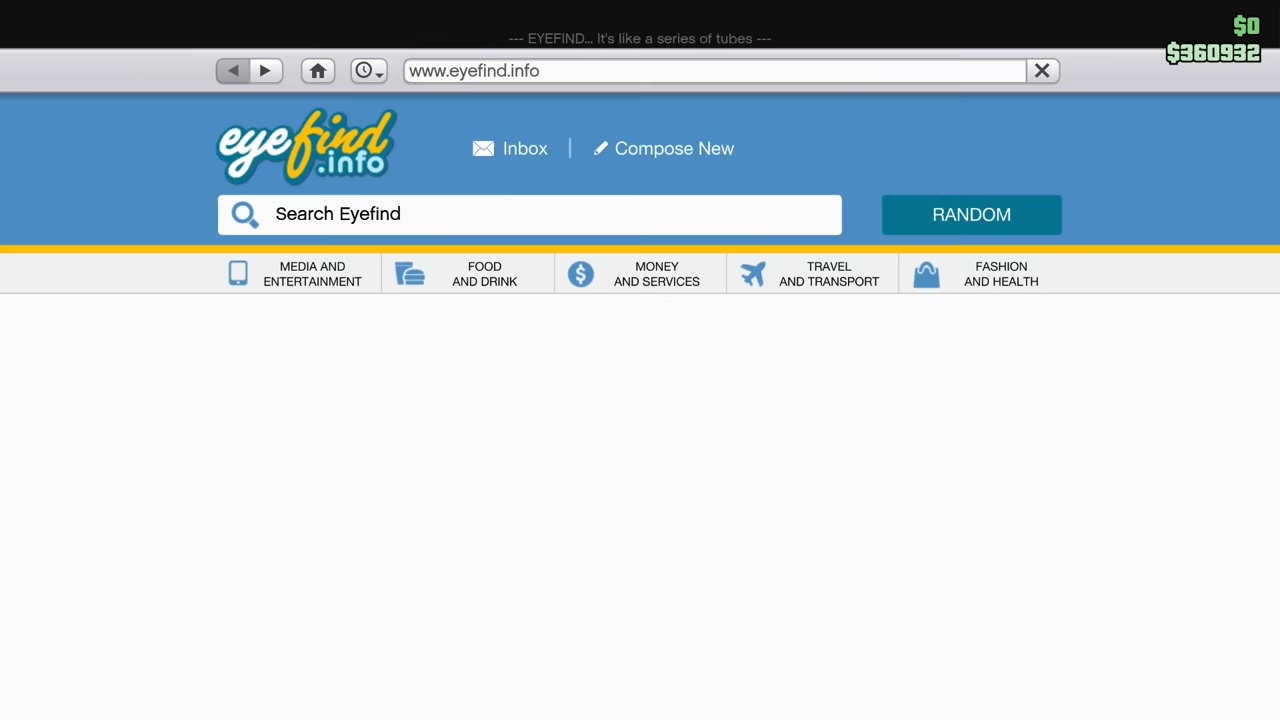 --- EYEFIND... It's like a series of tubes ---
$0
$360932
www.eyefind.info
eyefind
.info
Inbox
Compose New
Search Eyefind
RANDOM
MEDIA AND
ENTERTAINMENT
FOOD
AND DRINK
MONEY
AND SERVICES
TRAVEL
AND TRANSPORT
FASHION
AND HEALTH